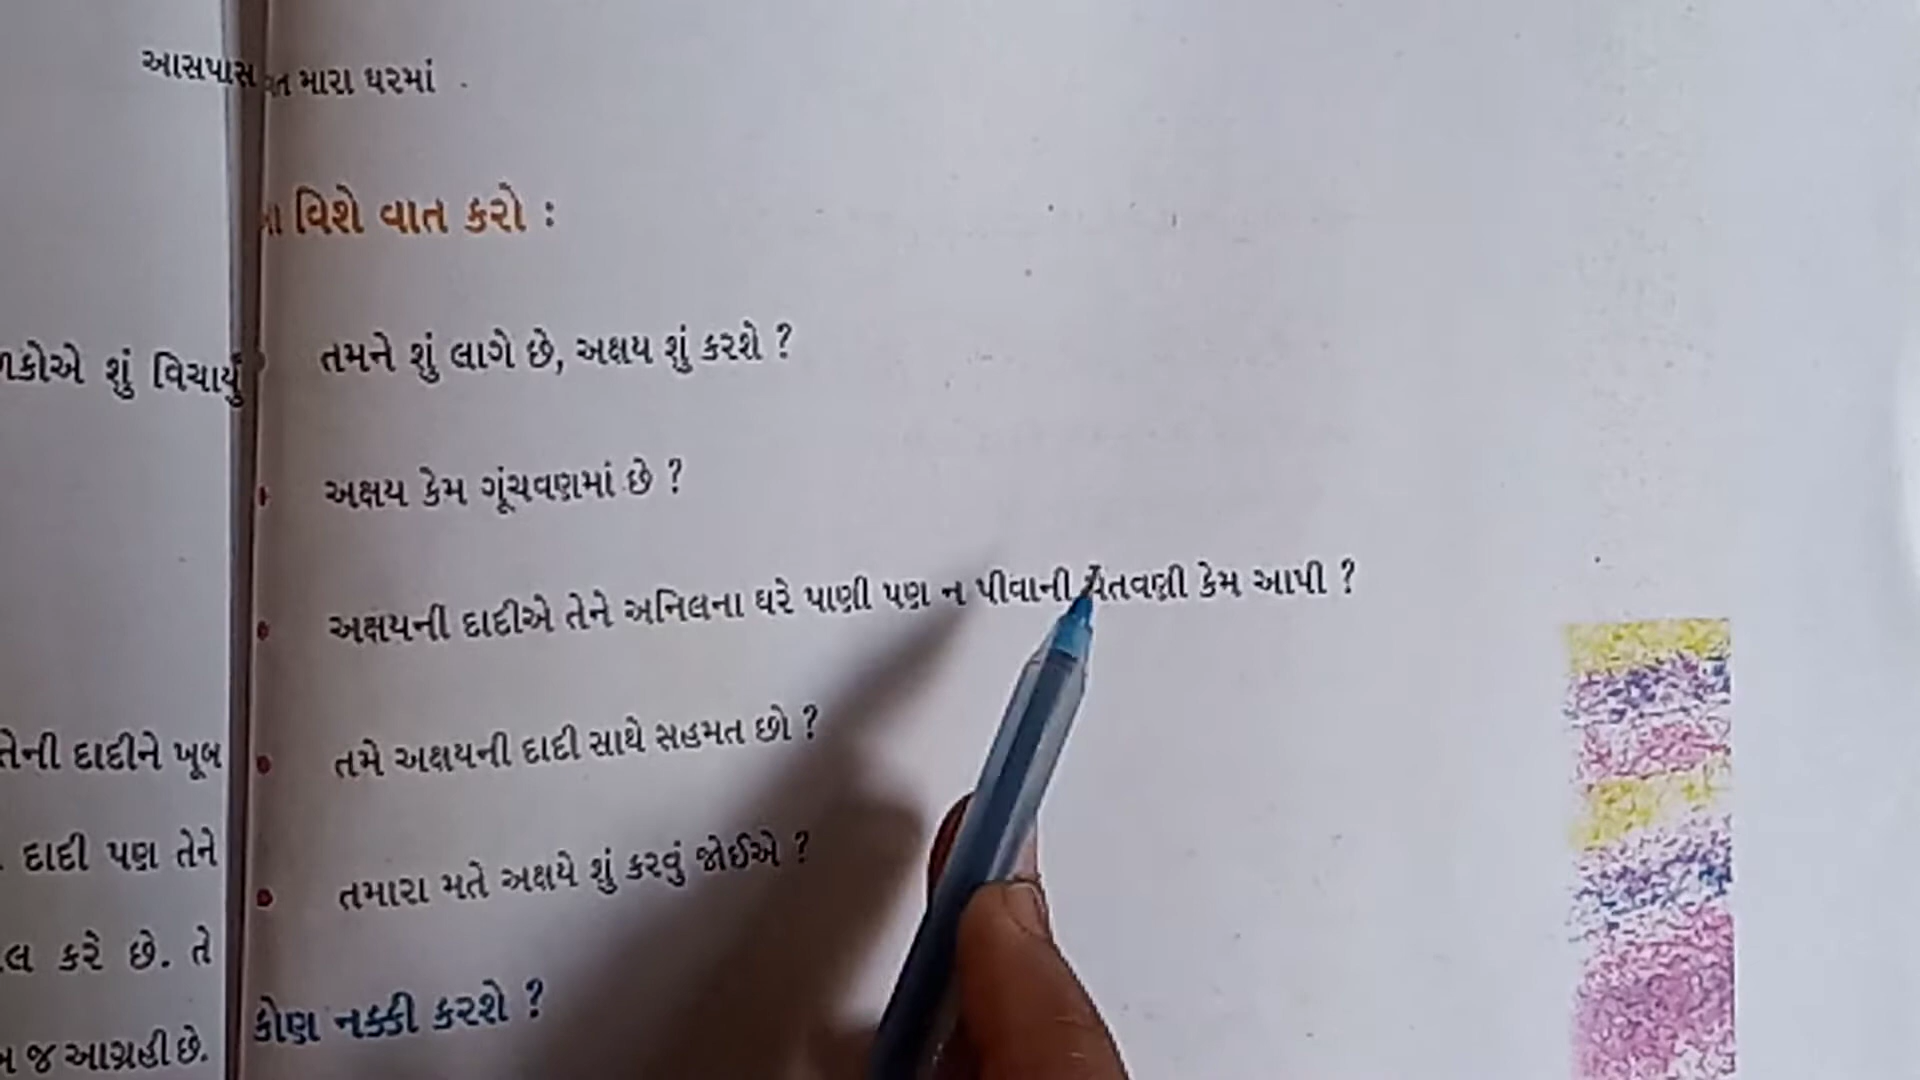 આસપાસ
મારા ઘરમાં
વિશે વાત કરો :
શું વિચાર્યું
તમને શું લાગે છે, અક્ષય શું કરશે ?
અક્ષય કેમ ગૂંચવણમાં છે ?
અક્ષયની દાદીએ તેને અનિલના ઘરે પાણી પણ ન પીવાની ચેતવણી કેમ આપી ?
તેની દાદીને ખૂબ
તમે અક્ષયની દાદી સાથે સહમત છો ?
દાદી પણ તેને
તમારા મતે અક્ષયે શું કરવું જોઈએ ?
કરે છે. તે
કોણ નક્કી કરશે ?
જ આગ્રહી છે.